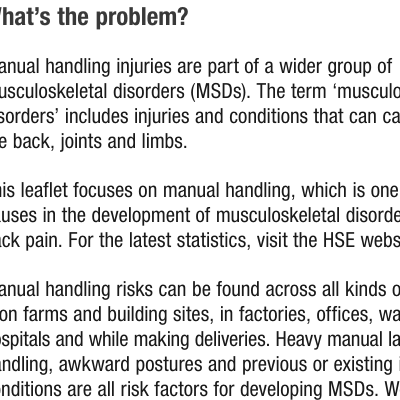 hat's the problem?
anual handling injuries are part of a wider group of
usculoskeletal disorders (MSDs). The term ‘musculo
sorders’ includes injuries and conditions that can ca
e back, joints and limbs.
is leaflet focuses on manual handling, which is one
uses in the development of musculoskeletal disorde
ck pain. For the latest statistics, visit the HSE webs
anual handling risks can be found across all kinds o
on farms and building sites, in factories, offices, wa
ospitals and while making deliveries. Heavy manual la
andling, awkward postures and previous or existing i
onditions are all risk factors for developing MSDs. W